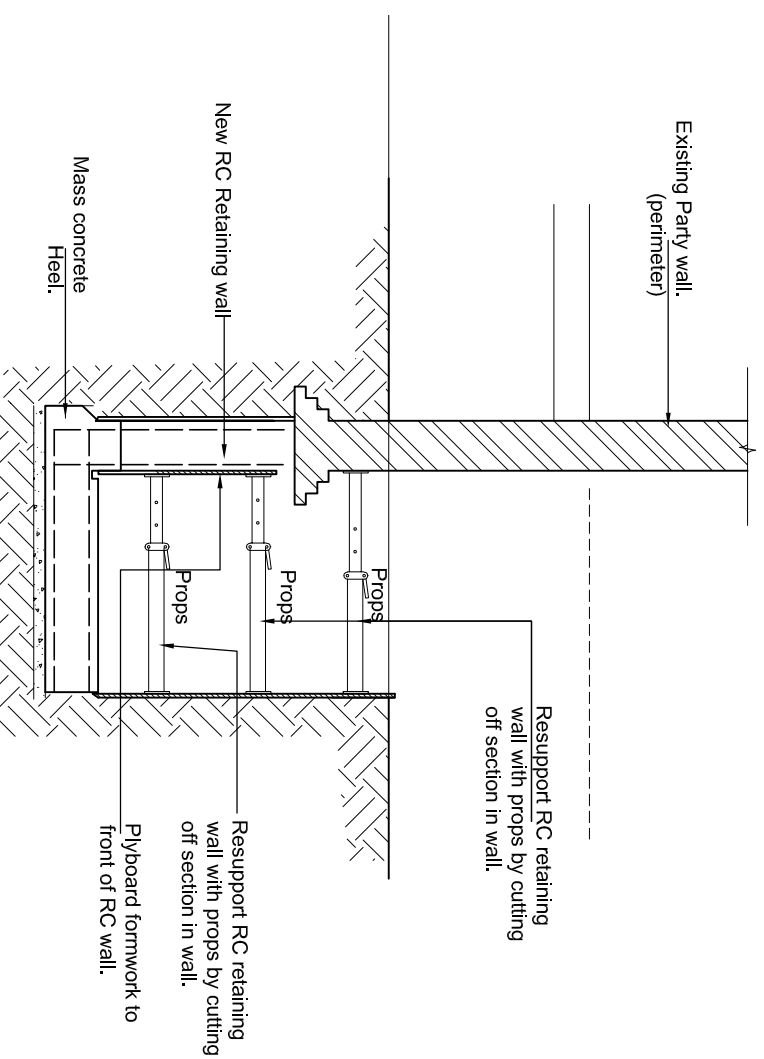 Existing Party wall.
(perimeter)
New RC Retaining wall
Mass concrete
Heel.
Props
Props
Props
Resupport RC retaining
wall with props by cutting
off section in wall.
Resupport RC retaining
wall with props by cutting
off section in wall.
Plyboard formwork to
front of RC wall.